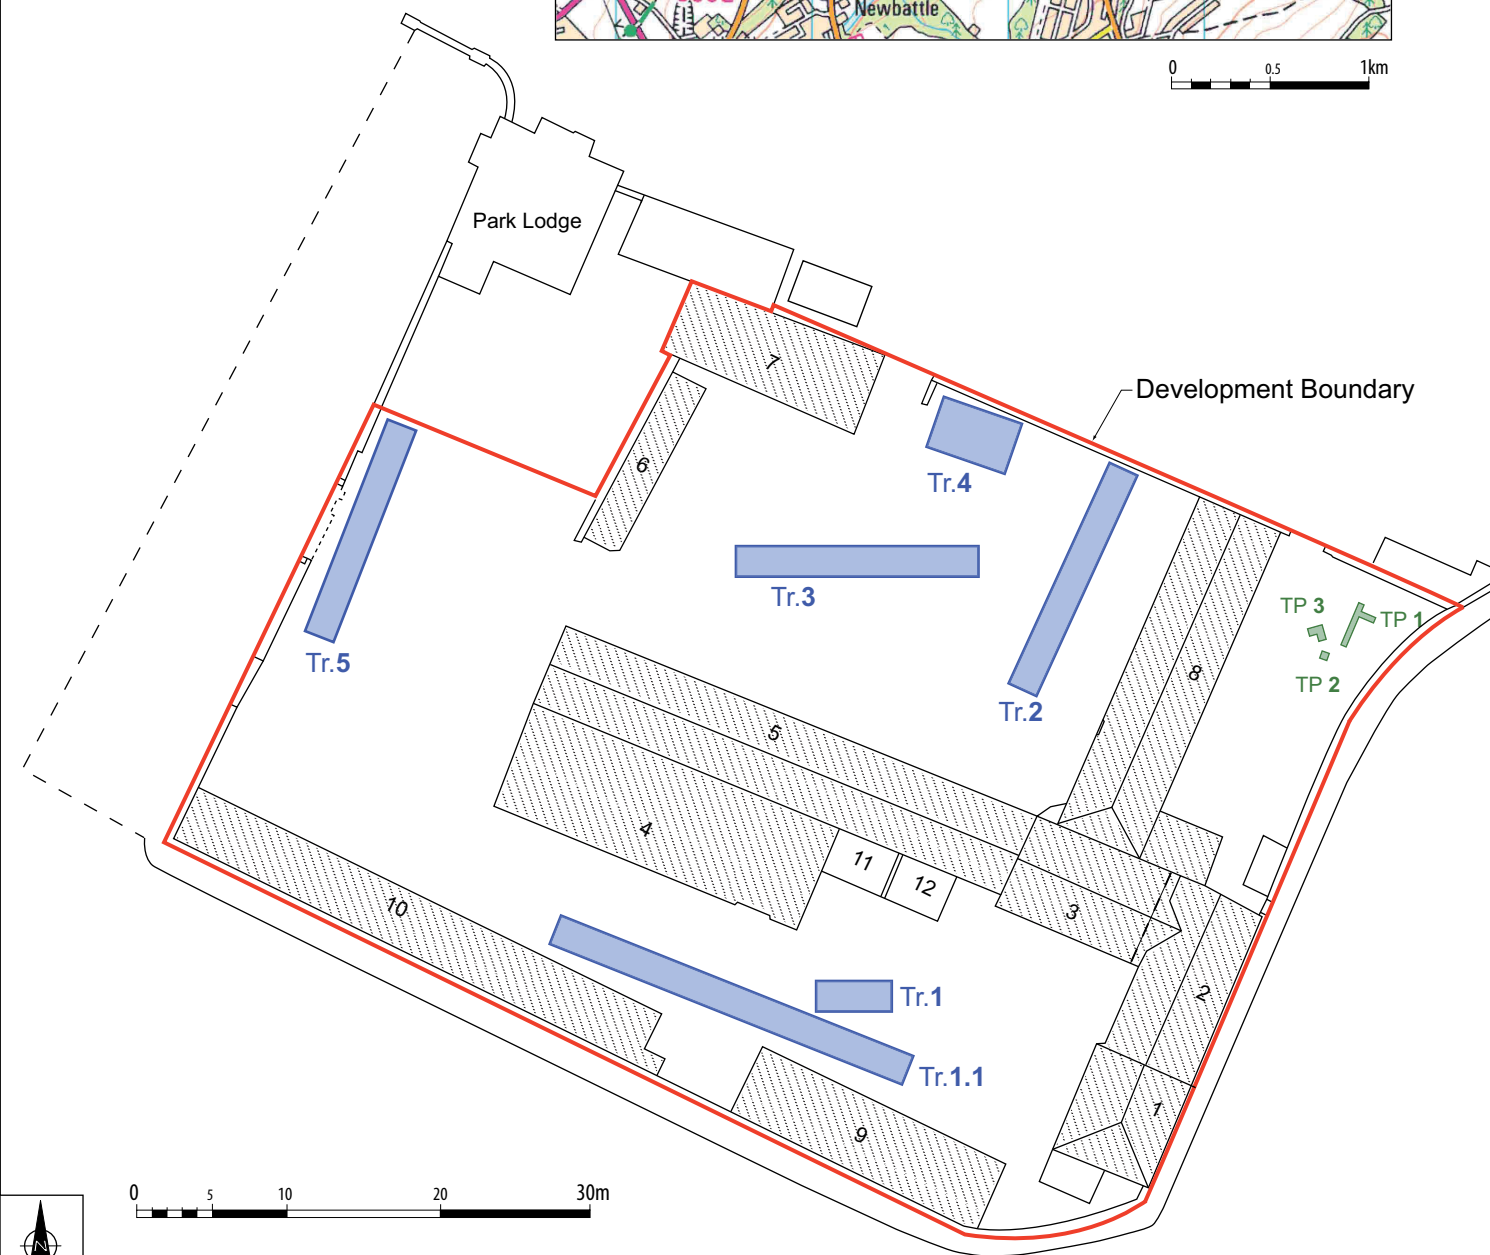 Newbattle
0 0.5 1km
Park Lodge
7
Development Boundary
6
Tr.4
Tr.3
TP 3
TP 1
TP 2
Tr.5
8
Tr.2
5
4
11
12
3
10
2
Tr.1
Tr.1.1
1
9
0 5 10 20 30m
N